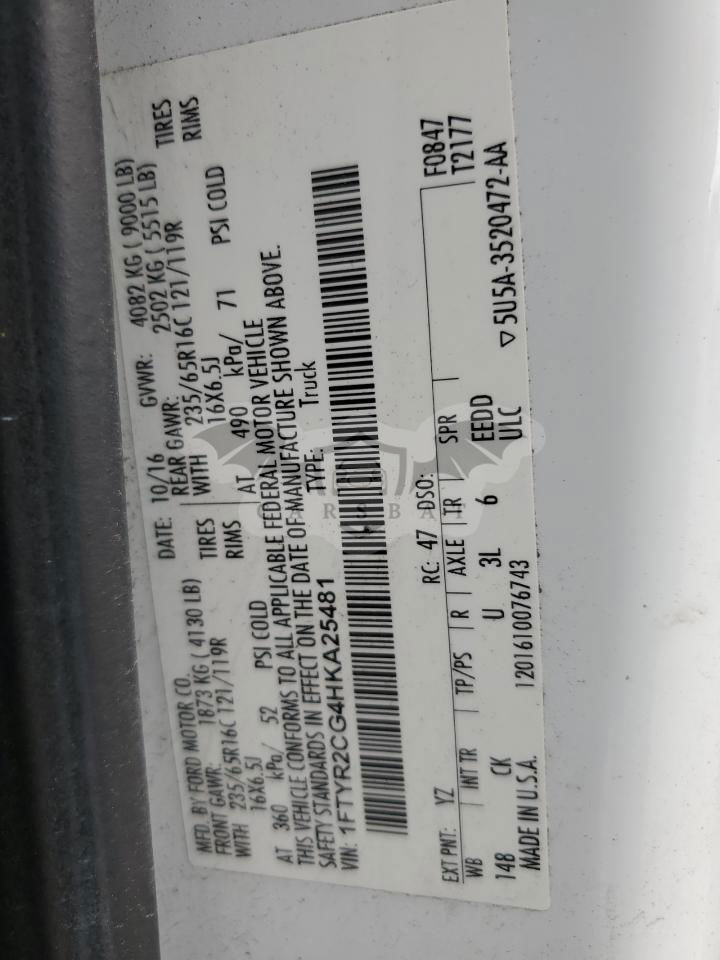 MFD. BY FORD MOTOR CO.
DATE: 10/16 GVWR: 4082 KG ( 9000 LB)
FRONT GAWR: 1873 KG ( 4130 LB)
REAR GAWR: 2502 KG ( 5515 LB)
WITH 235/65R16C 121/119R TIRES
WITH 235/65R16C 121/119R TIRES
16X6.5J RIMS
16X6.5J RIMS
AT 360 kPa/ 52 PSI COLD
AT 490 kPa/ 71 PSI COLD
THIS VEHICLE CONFORMS TO ALL APPLICABLE FEDERAL MOTOR VEHICLE
SAFETY STANDARDS IN EFFECT ON THE DATE OF MANUFACTURE SHOWN ABOVE.
VIN: 1FTYR2CG4HKA25481 TYPE: Truck
F0847
T2177
EXT PNT: YZ RC: 47 DSO:
WB INT TR TP/PS R AXLE TR SPR
148 CK U 3L 6 EEDD
ULC
MADE IN U.S.A. 1201610076743 ▽5U5A-3520472-AA
CARSBAT